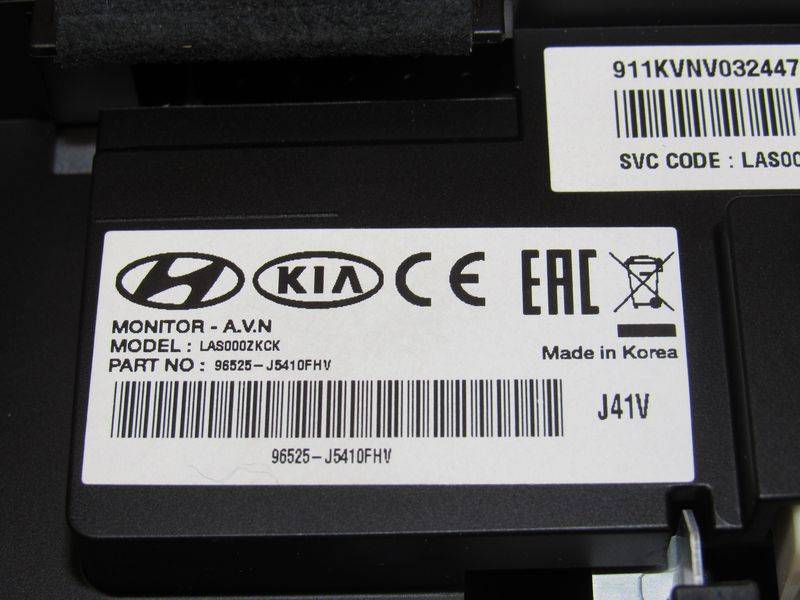 911KVNV032447
SVC CODE : LAS00
KIA CE EAC
MONITOR - A.V.N
MODEL : LAS000ZKCK
PART NO : 96525-J5410FHV
Made in Korea
J41V
96525-J5410FHV